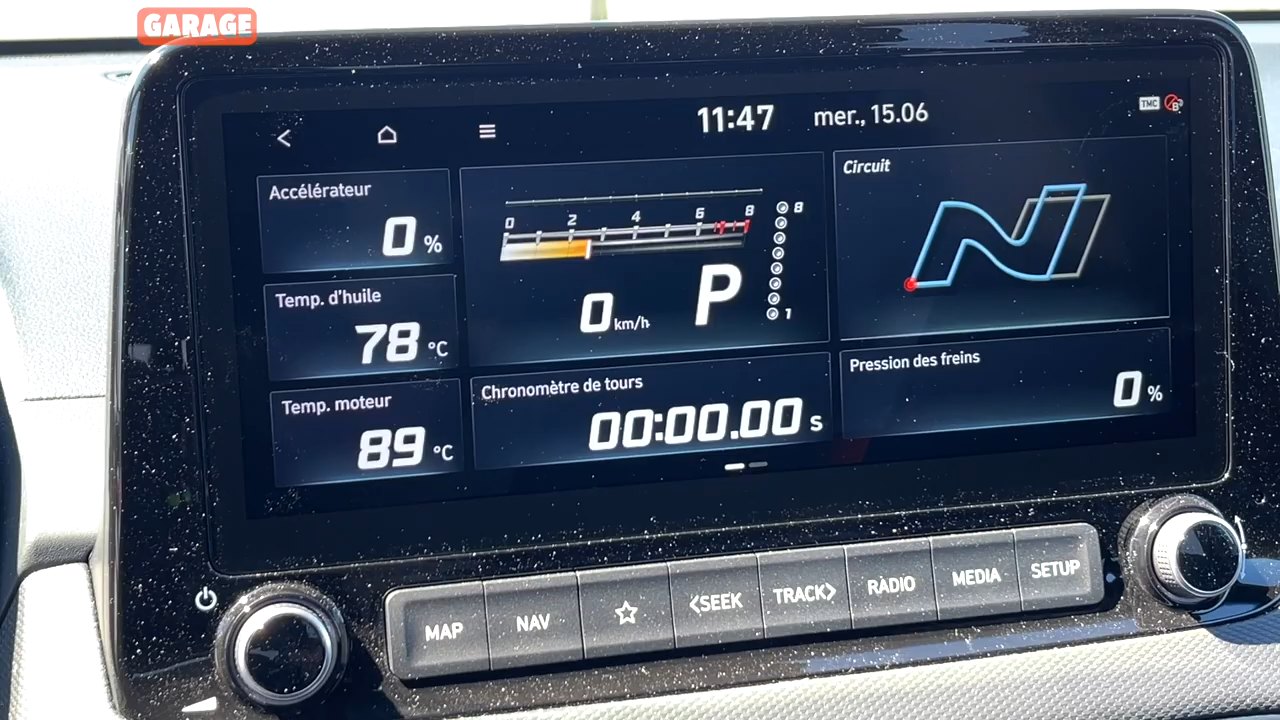 GARAGE
11:47 mer., 15.06
TMC
B
Accélérateur
0 %
Temp. d'huile
78 °C
Temp. moteur
89 °C
0 2 4 6 8
8
1
P
0 km/h
Chronomètre de tours
00:00.00 s
Circuit
N
Pression des freins
0 %
MAP
NAV
<SEEK
TRACK>
RADIO
MEDIA
SETUP